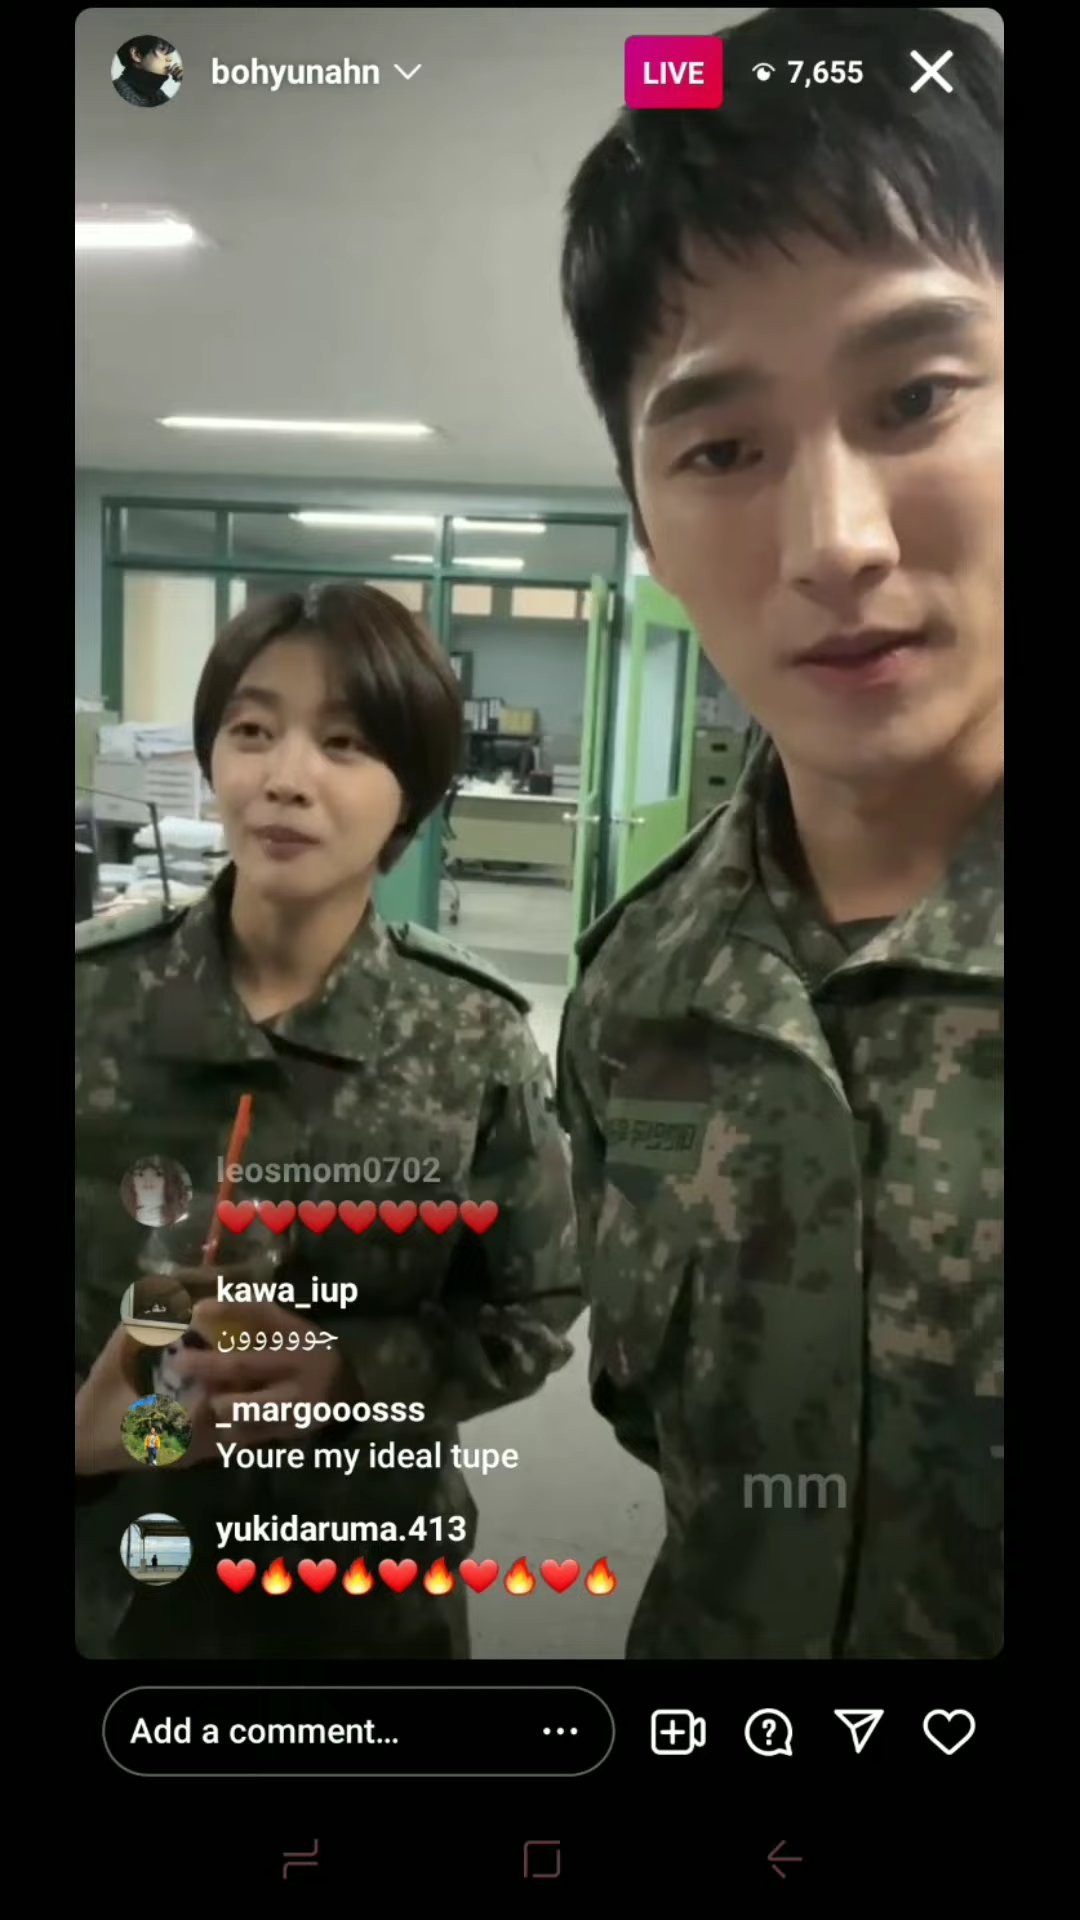 bohyunahn
LIVE
7,655
leosmom0702
❤️❤️❤️❤️❤️❤️❤️
kawa_iup
جووووون
_margooosss
Youre my ideal tupe
yukidaruma.413
❤️🔥❤️🔥❤️🔥❤️🔥❤️🔥
mm
Add a comment...